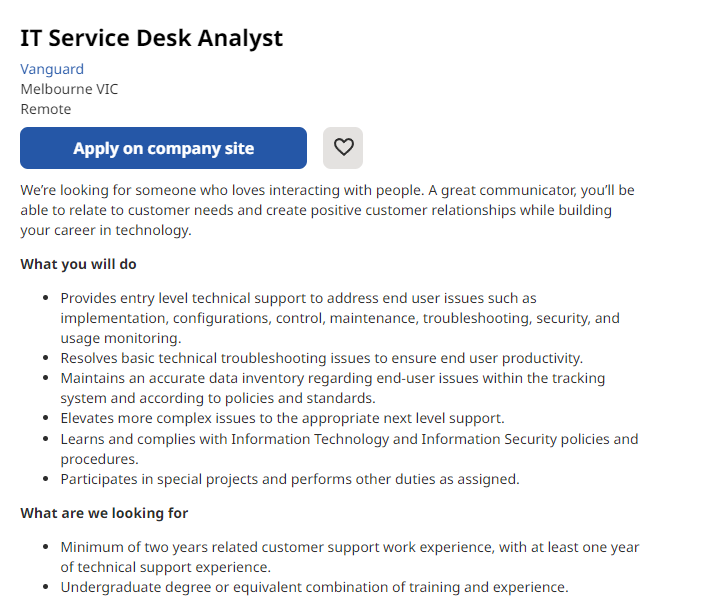 IT Service Desk Analyst
Vanguard
Melbourne VIC
Remote
Apply on company site
We’re looking for someone who loves interacting with people. A great communicator, you’ll be
able to relate to customer needs and create positive customer relationships while building
your career in technology.
What you will do
• Provides entry level technical support to address end user issues such as
implementation, configurations, control, maintenance, troubleshooting, security, and
usage monitoring.
• Resolves basic technical troubleshooting issues to ensure end user productivity.
• Maintains an accurate data inventory regarding end-user issues within the tracking
system and according to policies and standards.
• Elevates more complex issues to the appropriate next level support.
• Learns and complies with Information Technology and Information Security policies and
procedures.
• Participates in special projects and performs other duties as assigned.
What are we looking for
• Minimum of two years related customer support work experience, with at least one year
of technical support experience.
• Undergraduate degree or equivalent combination of training and experience.